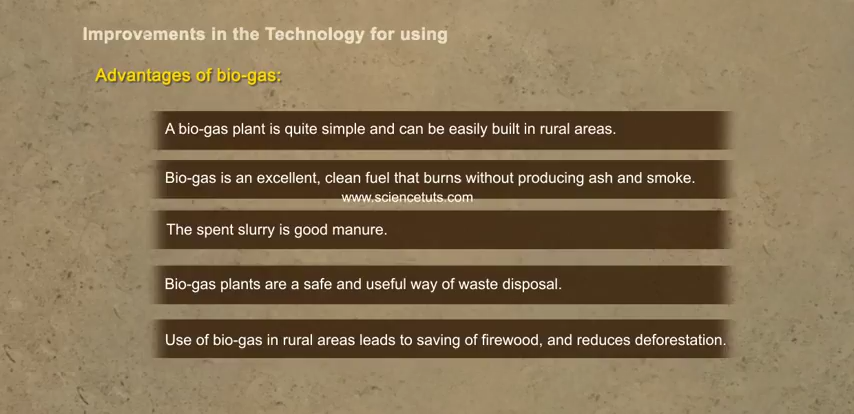 Improvements in the Technology for using
Advantages of bio-gas:
A bio-gas plant is quite simple and can be easily built in rural areas.
Bio-gas is an excellent, clean fuel that burns without producing ash and smoke.
www.sciencetuts.com
The spent slurry is good manure.
Bio-gas plants are a safe and useful way of waste disposal.
Use of bio-gas in rural areas leads to saving of firewood, and reduces deforestation.